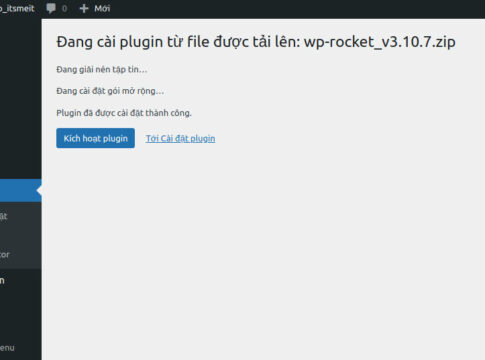 o_itsmeit 0 Mới
Đang cài plugin từ file được tải lên: wp-rocket_v3.10.7.zip
Đang giải nén tập tin…
Đang cài đặt gói mở rộng…
Plugin đã được cài đặt thành công.
Kích hoạt plugin Tới Cài đặt plugin
ặt
tor
n
enu